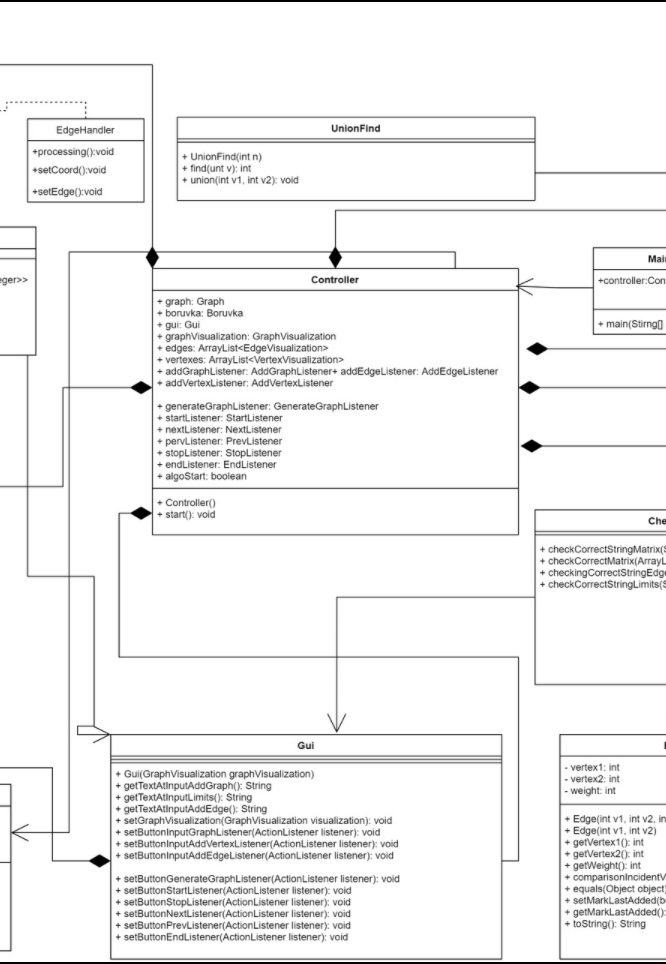 EdgeHandler
+processing():void
+setCoord():void
+setEdge():void
UnionFind
+ UnionFind(int n)
+ find(unt v): int
+ union(int v1, int v2): void
eger>>
Controller
+ graph: Graph
+ boruvka: Boruvka
+ gui: Gui
+ graphVisualization: GraphVisualization
+ edges: ArrayList<EdgeVisualization>
+ vertexes: ArrayList<VertexVisualization>
+ addGraphListener: AddGraphListener+ addEdgeListener: AddEdgeListener
+ addVertexListener: AddVertexListener
+ generateGraphListener: GenerateGraphListener
+ startListener: StartListener
+ nextListener: NextListener
+ pervListener: PrevListener
+ stopListener: StopListener
+ endListener: EndListener
+ algoStart: boolean
+ Controller()
+ start(): void
Mai
+controller:Con
+ main(Stirng[]
Che
+ checkCorrectStringMatrix(S
+ checkCorrectMatrix(ArrayL
+ checkingCorrectStringEdge
+ checkCorrectStringLimits(S
Gui
+ Gui(GraphVisualization graphVisualization)
+ getTextAtInputAddGraph(): String
+ getTextAtInputLimits(): String
+ getTextAtInputAddEdge(): String
+ setGraphVisualization(GraphVisualization visualization): void
+ setButtonInputGraphListener(ActionListener listener): void
+ setButtonInputAddVertexListener(ActionListener listener): void
+ setButtonInputAddEdgeListener(ActionListener listener): void
+ setButtonGenerateGraphListener(ActionListener listener): void
+ setButtonStartListener(ActionListener listener): void
+ setButtonStopListener(ActionListener listener): void
+ setButtonNextListener(ActionListener listener): void
+ setButtonPrevListener(ActionListener listener): void
+ setButtonEndListener(ActionListener listener): void
- vertex1: int
- vertex2: int
- weight: int
+ Edge(int v1, int v2, in
+ Edge(int v1, int v2)
+ getVertex1(): int
+ getVertex2(): int
+ getWeight(): int
+ comparisonIncidentV
+ equals(Object object)
+ setMarkLastAdded(b
+ getMarkLastAdded():
+ toString(): String